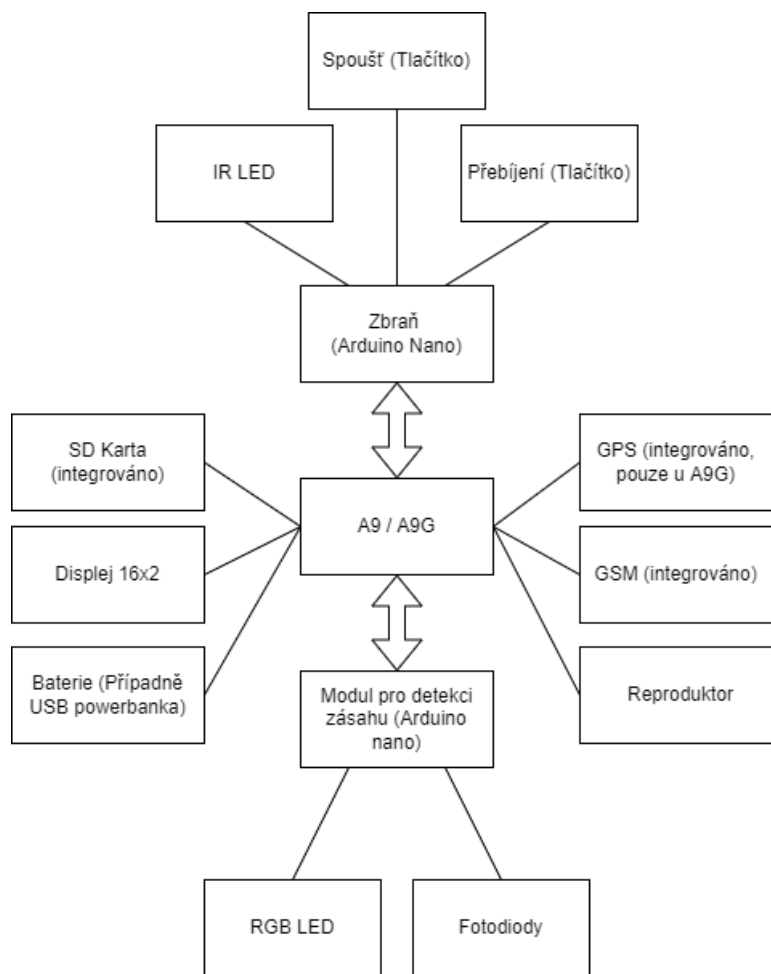 Spoušť (Tlačítko)
IR LED
Přebíjení (Tlačítko)
Zbraň
(Arduino Nano)
SD Karta
(integrováno)
GPS (integrováno,
pouze u A9G)
A9 / A9G
Displej 16x2
GSM (integrováno)
Baterie (Případně
USB powerbanka)
Modul pro detekci
zásahu (Arduino
nano)
Reproduktor
RGB LED
Fotodiody